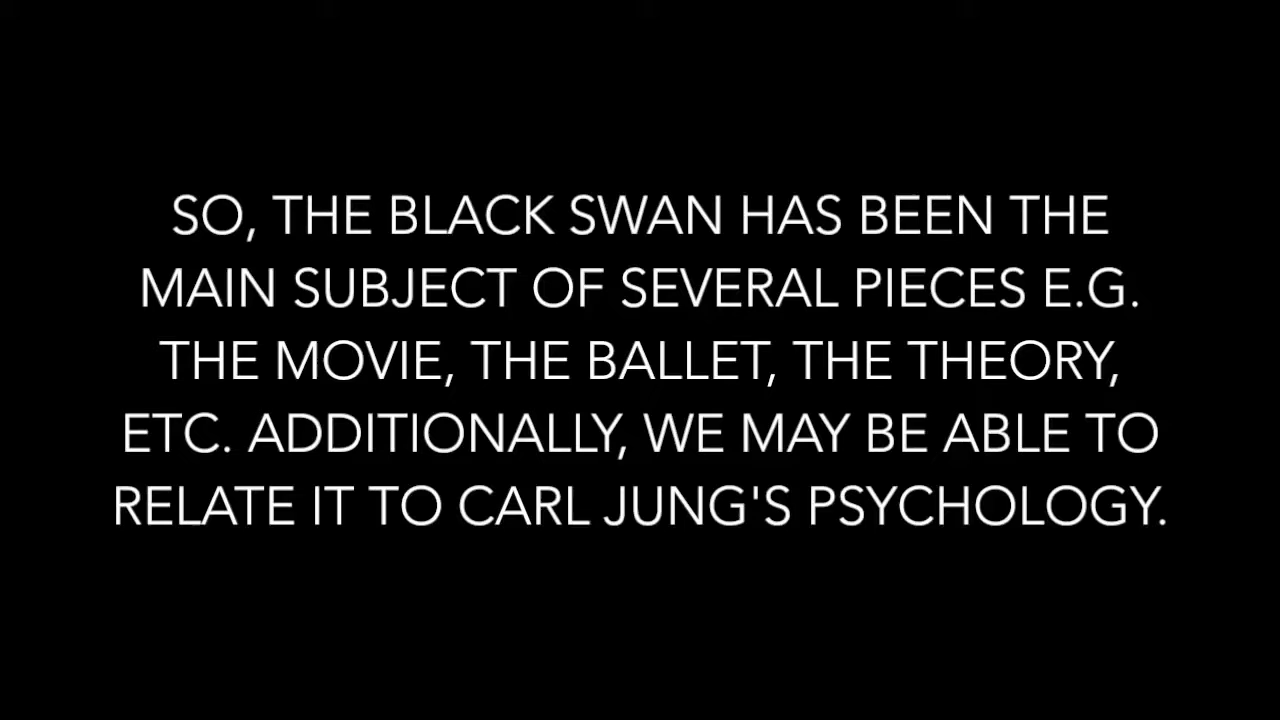 SO, THE BLACK SWAN HAS BEEN THE
MAIN SUBJECT OF SEVERAL PIECES E.G.
THE MOVIE, THE BALLET, THE THEORY,
ETC. ADDITIONALLY, WE MAY BE ABLE TO
RELATE IT TO CARL JUNG'S PSYCHOLOGY.